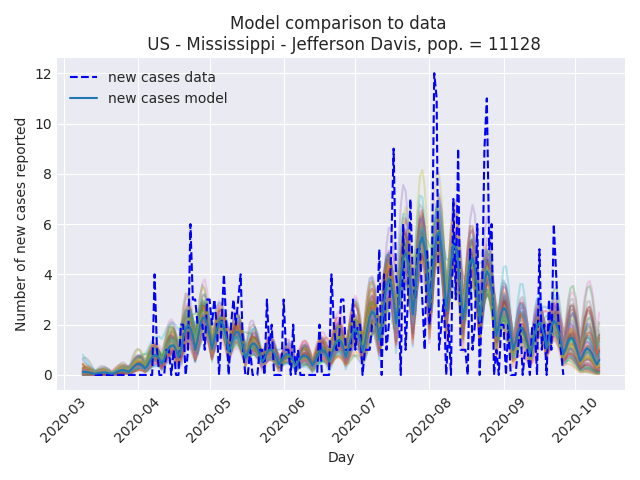 Model comparison to data
US - Mississippi - Jefferson Davis, pop. = 11128
new cases data
new cases model
Number of new cases reported
12
10
8
6
4
2
0
2020-03
2020-04
2020-05
2020-06
2020-07
2020-08
2020-09
2020-10
Day